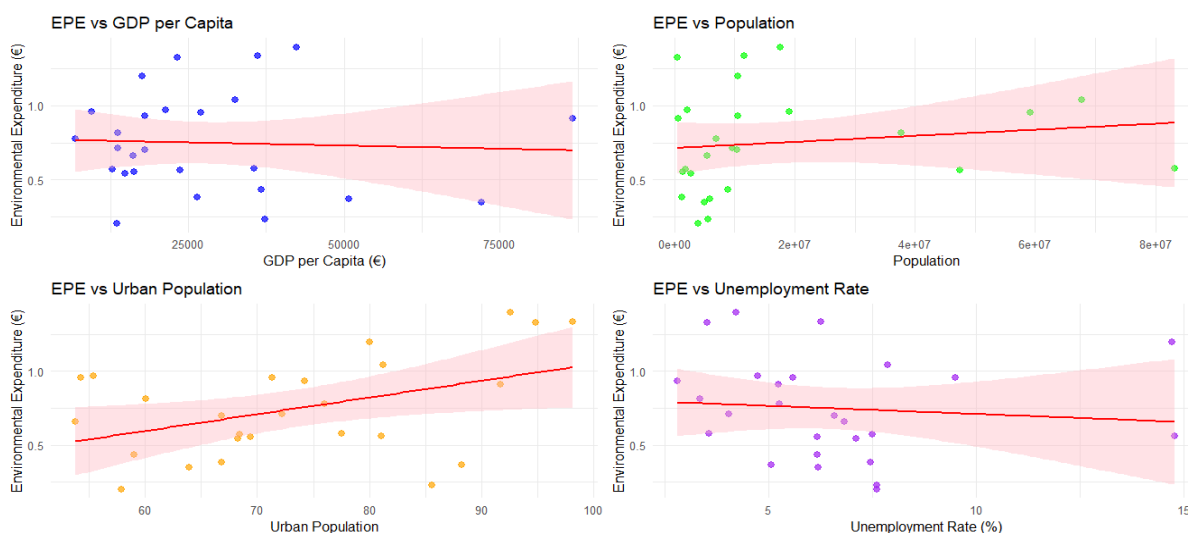 EPE vs GDP per Capita
Environmental Expenditure (€)
1.0
0.5
25000 50000 75000
GDP per Capita (€)
EPE vs Population
Environmental Expenditure (€)
1.0
0.5
0e+00 2e+07 4e+07 6e+07 8e+07
Population
EPE vs Urban Population
Environmental Expenditure (€)
1.0
0.5
60 70 80 90 100
Urban Population
EPE vs Unemployment Rate
Environmental Expenditure (€)
1.0
0.5
5 10 15
Unemployment Rate (%)